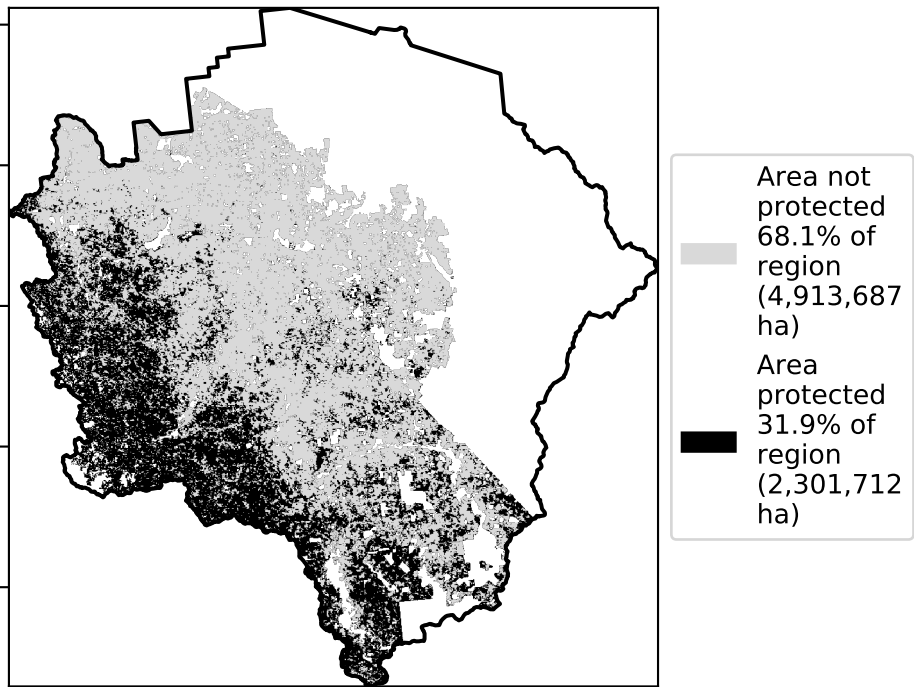 Area not
protected
68.1% of
region
(4,913,687
ha)
Area
protected
31.9% of
region
(2,301,712
ha)